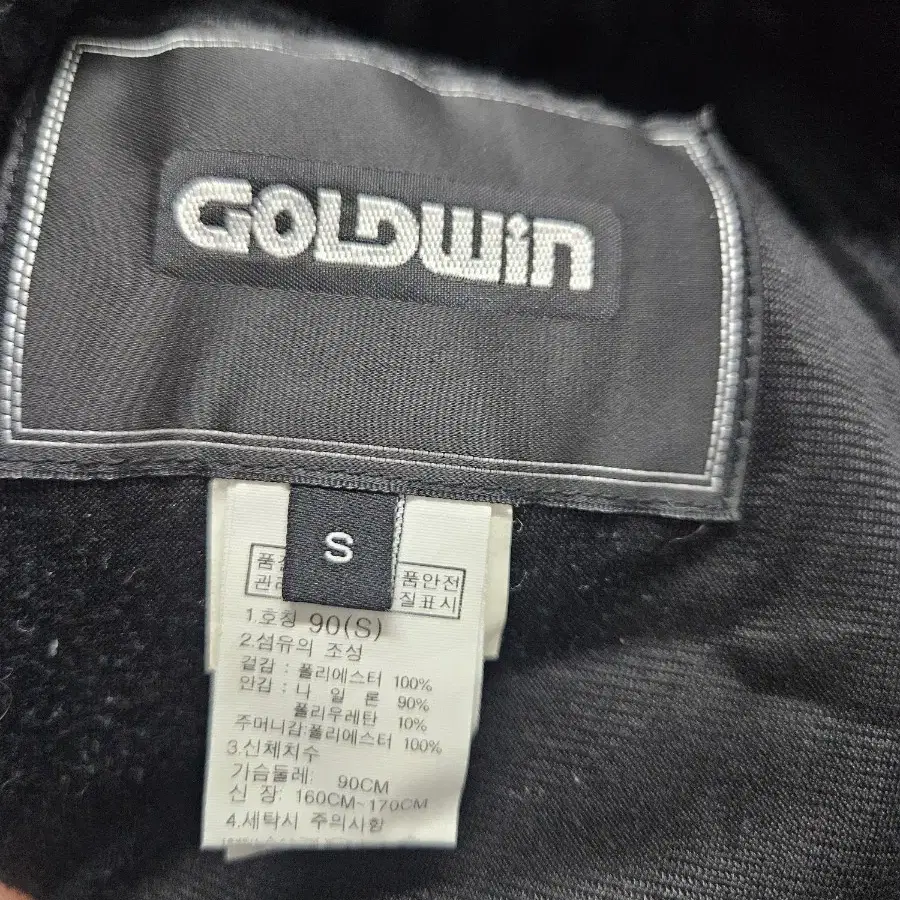 GOLDWIN
S
품안전
관 질표시
1.호칭 90(S)
2.섬유의 조성
겉감 : 폴리에스터 100%
안감 : 나 일 론 90%
폴리우레탄 10%
주머니감:폴리에스터 100%
3.신체치수
가슴둘레: 90CM
신 장: 160CM~170CM
4.세탁시 주의사항